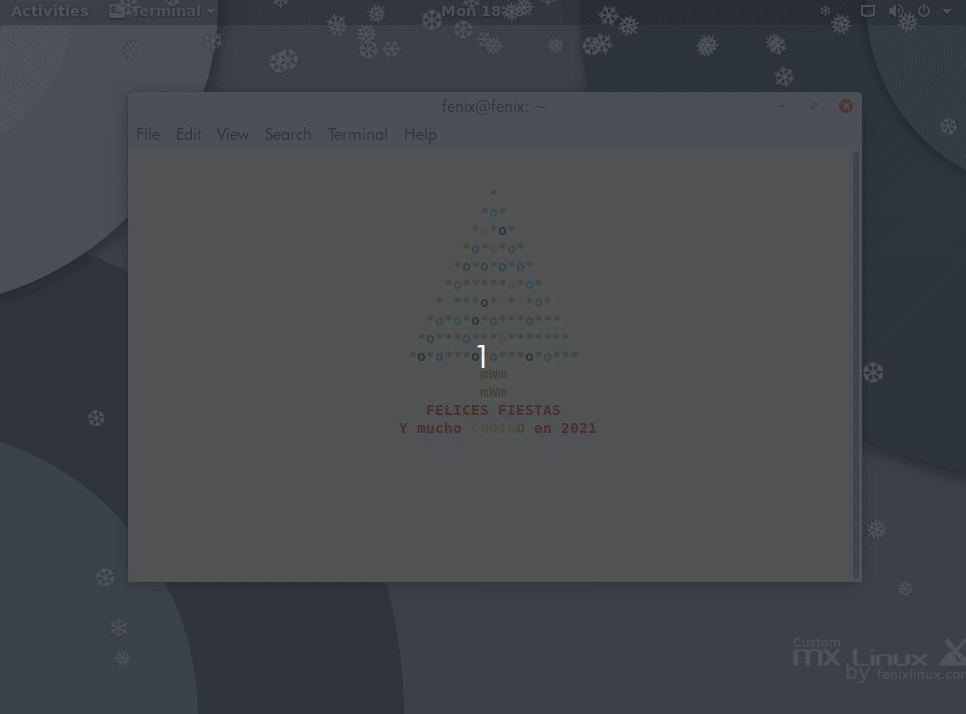 Activities Terminal Mon 18
fenix@fenix: ~
File Edit View Search Terminal Help
1
mWm
mWm
FELICES FIESTAS
Y mucho CODIGO en 2021
Custom
mx Linux
by fenixlinux.com